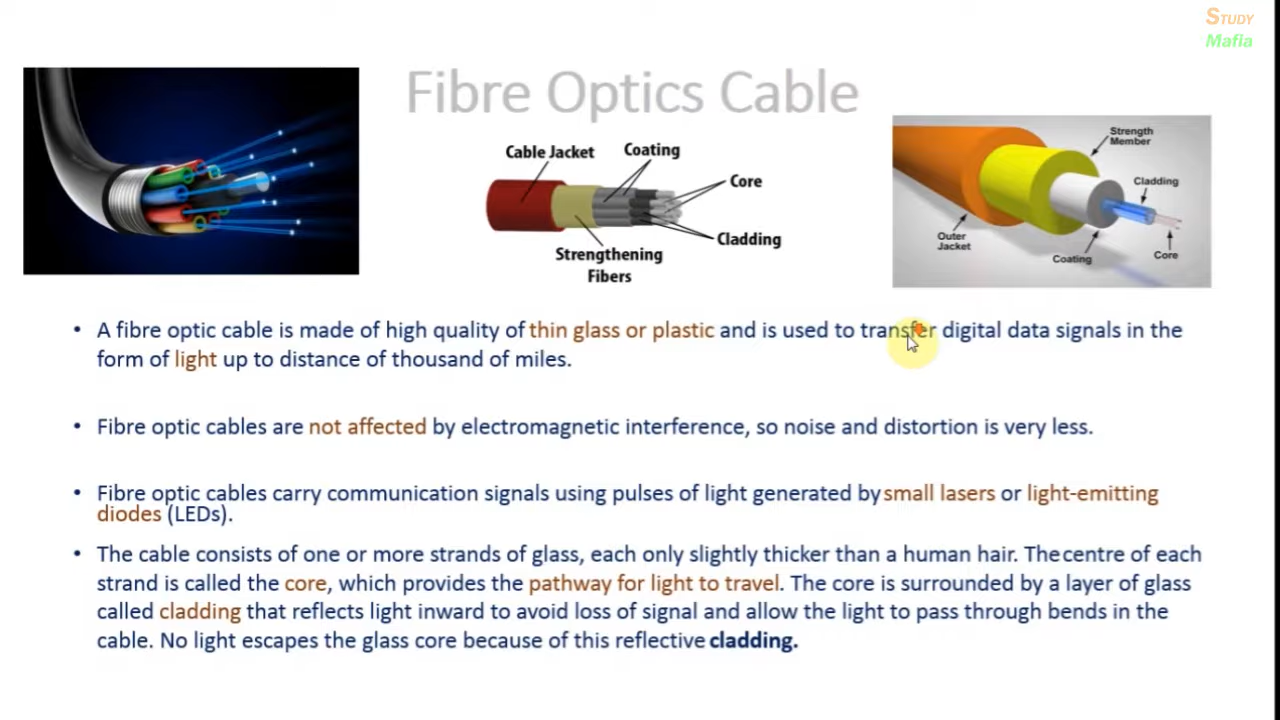 STUDY
Mafia
Fibre Optics Cable
Cable Jacket
Coating
Core
Cladding
Strengthening
Fibers
Strength
Member
Cladding
Outer
Jacket
Coating
Core
• A fibre optic cable is made of high quality of thin glass or plastic and is used to transfer digital data signals in the
form of light up to distance of thousand of miles.
• Fibre optic cables are not affected by electromagnetic interference, so noise and distortion is very less.
• Fibre optic cables carry communication signals using pulses of light generated by small lasers or light-emitting
diodes (LEDs).
• The cable consists of one or more strands of glass, each only slightly thicker than a human hair. The centre of each
strand is called the core, which provides the pathway for light to travel. The core is surrounded by a layer of glass
called cladding that reflects light inward to avoid loss of signal and allow the light to pass through bends in the
cable. No light escapes the glass core because of this reflective cladding.